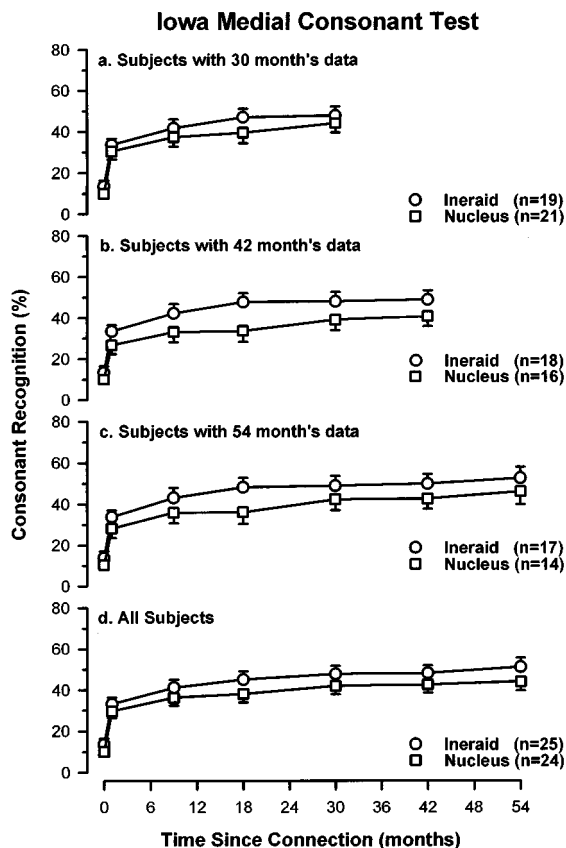 Iowa Medial Consonant Test
Consonant Recognition (%)
80
60
40
20
0
a. Subjects with 30 month's data
Ineraid (n=19)
Nucleus (n=21)
80
60
40
20
0
b. Subjects with 42 month's data
Ineraid (n=18)
Nucleus (n=16)
80
60
40
20
0
c. Subjects with 54 month's data
Ineraid (n=17)
Nucleus (n=14)
80
60
40
20
0
d. All Subjects
Ineraid (n=25)
Nucleus (n=24)
0 6 12 18 24 30 36 42 48 54
Time Since Connection (months)